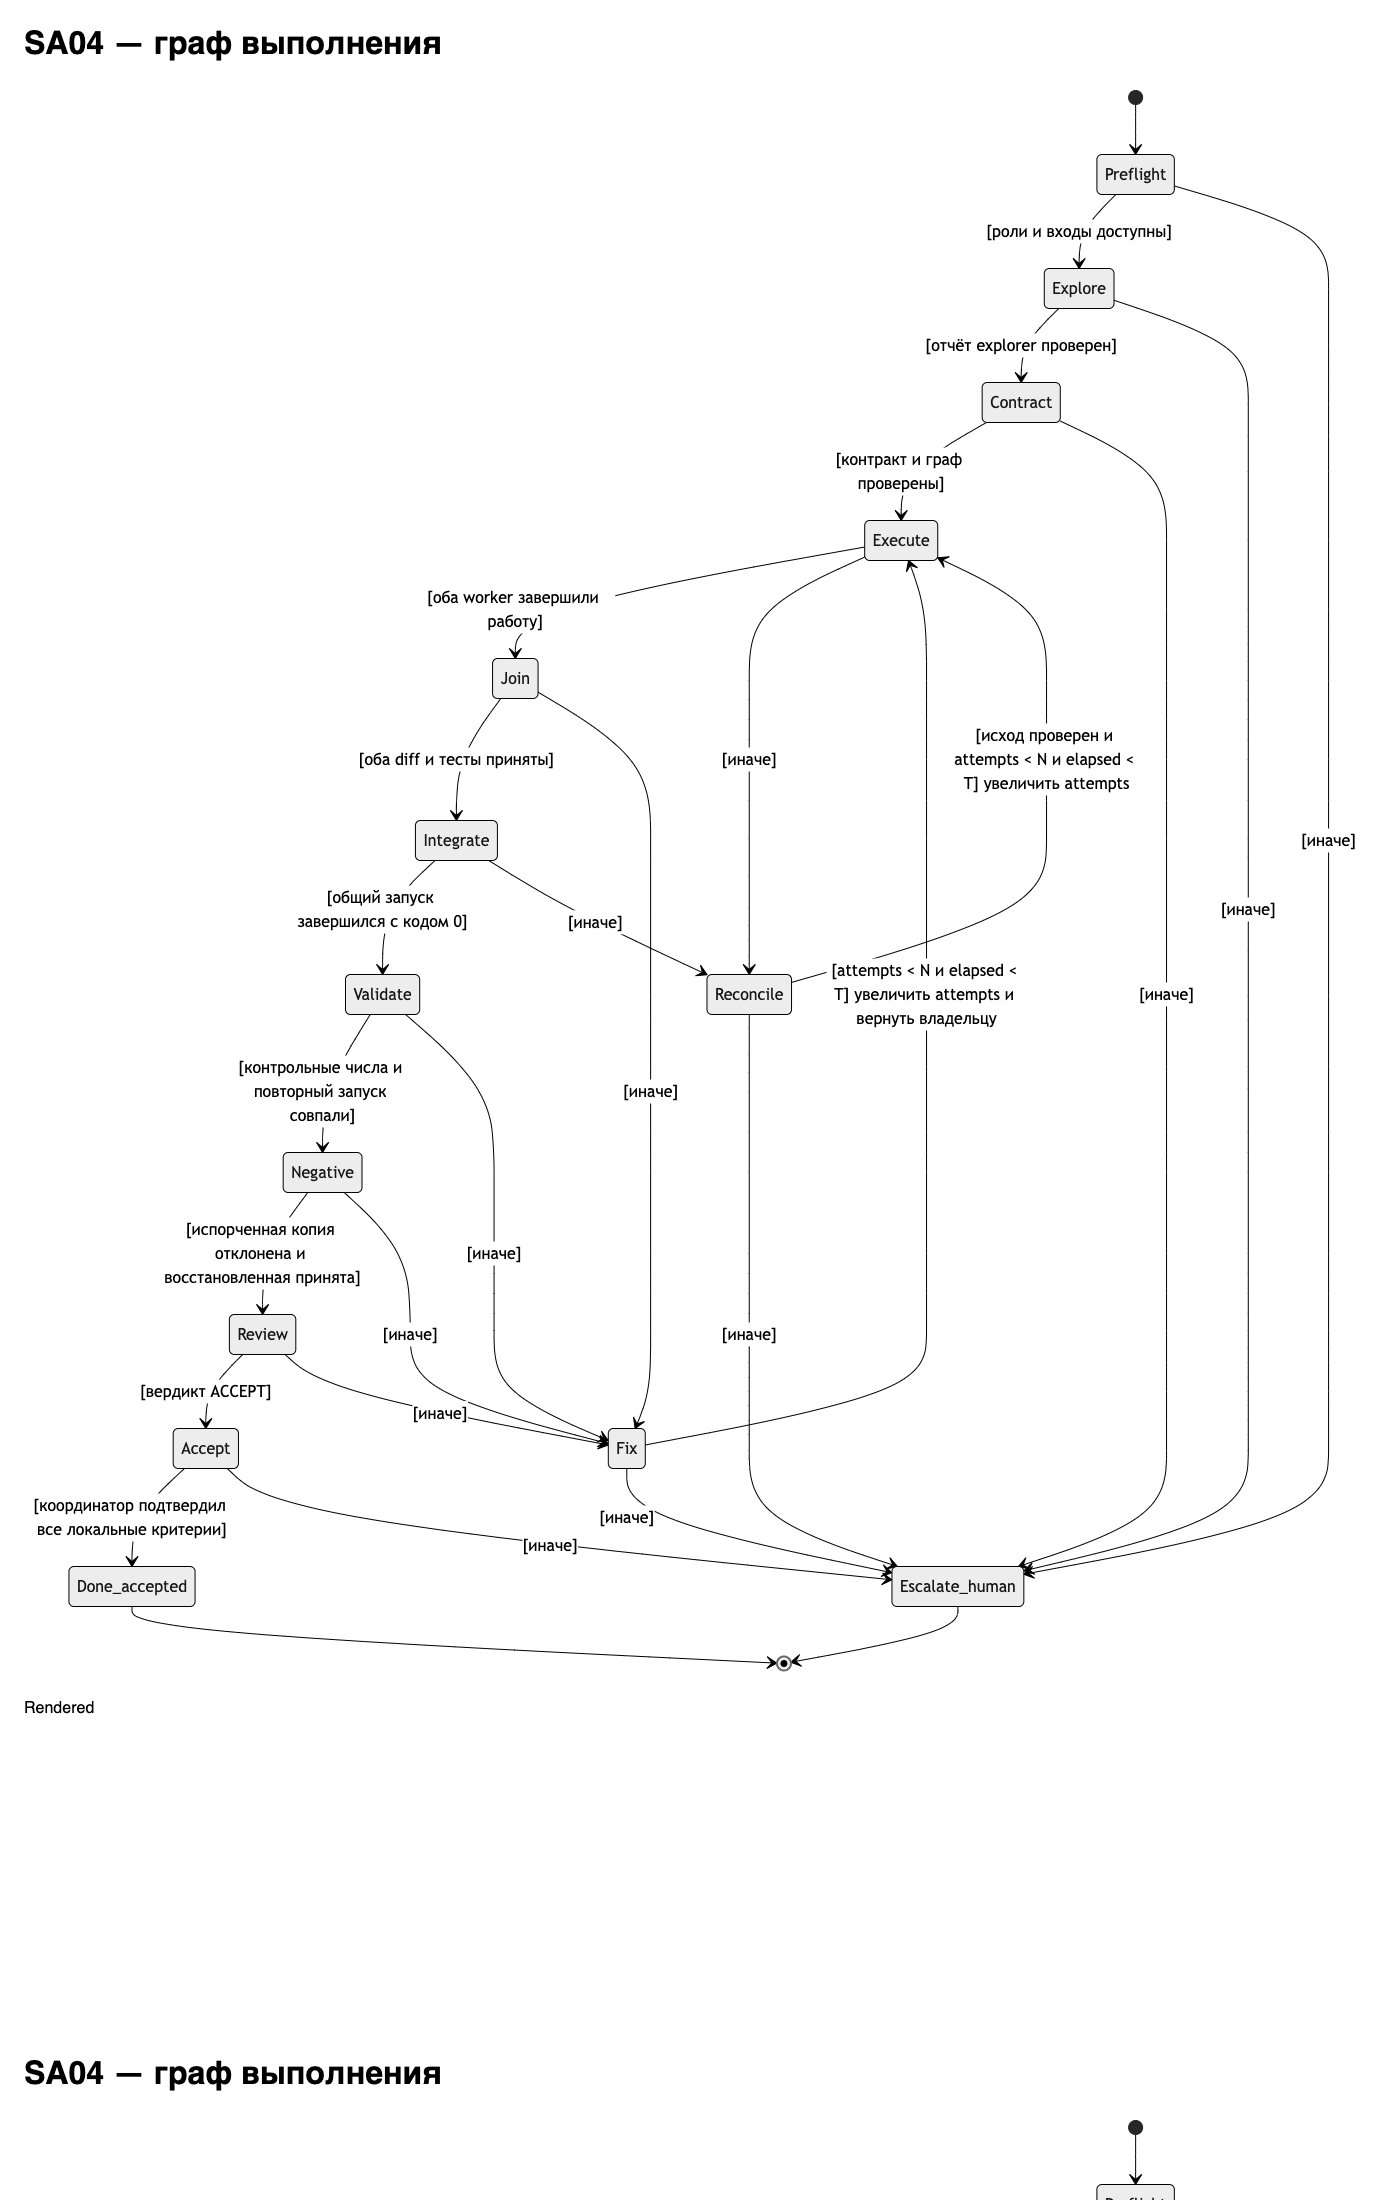 SA04 — граф выполнения
Preflight
[роли и входы доступны]
Explore
[отчёт explorer проверен]
Contract
[контракт и граф
проверены]
Execute
[оба worker завершили
работу]
Join
[исход проверен и
attempts < N и elapsed <
T] увеличить attempts
[оба diff и тесты приняты]
[иначе]
Integrate
[иначе]
[общий запуск
завершился с кодом 0]
[иначе]
[иначе]
Validate
Reconcile
[attempts < N и elapsed <
T] увеличить attempts и
вернуть владельцу
[иначе]
[контрольные числа и
повторный запуск
совпали]
[иначе]
Negative
[испорченная копия
отклонена и
восстановленная принята]
[иначе]
Review
[иначе]
[иначе]
[вердикт ACCEPT]
[иначе]
Accept
Fix
[координатор подтвердил
все локальные критерии]
[иначе]
[иначе]
Done_accepted
Escalate_human
Rendered
SA04 — граф выполнения